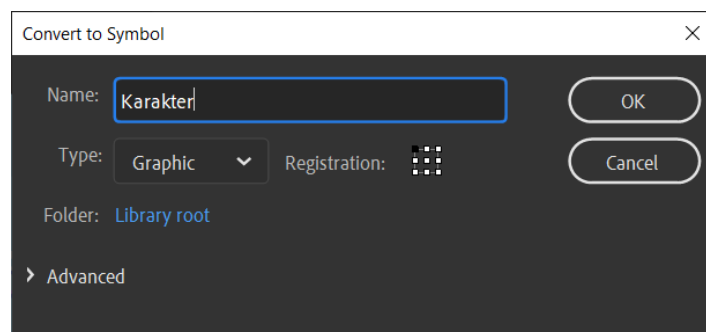 Convert to Symbol
Name: Karakter OK
Type: Graphic Registration: Cancel
Folder: Library root
Advanced